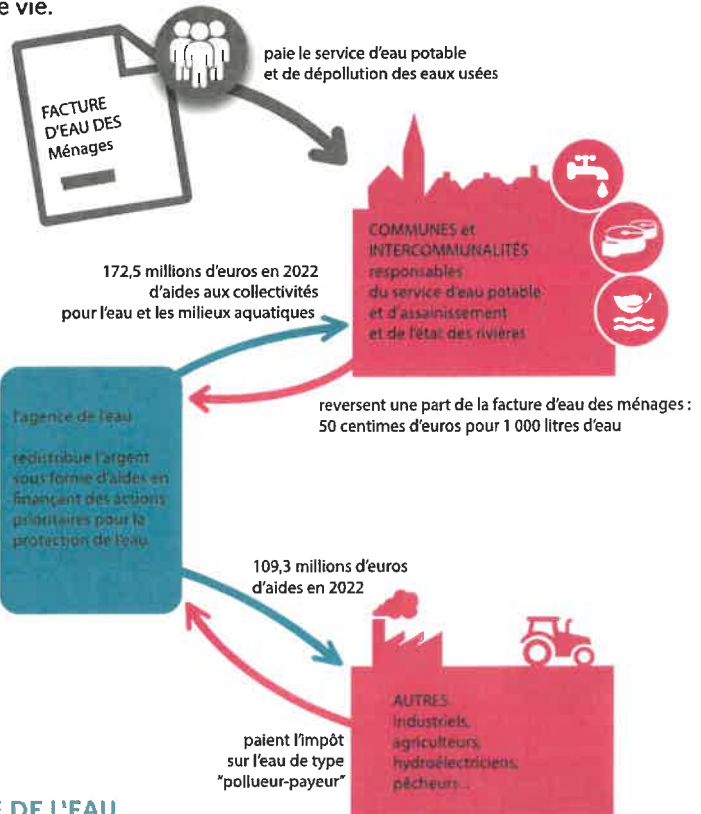 e vie.
paie le service d'eau potable
et de dépollution des eaux usées
FACTURE
D'EAU DES
Ménages
COMMUNES et
INTERCOMMUNALITÉS
responsables
du service d'eau potable
et d'assainissement
et de l'état des rivières
172,5 millions d'euros en 2022
d'aides aux collectivités
pour l'eau et les milieux aquatiques
reversent une part de la facture d'eau des ménages :
50 centimes d'euros pour 1 000 litres d'eau
l'agence de l'eau
redistribue l'argent
sous forme d'aides en
finançant des actions
prioritaires pour la
protection de l'eau
109,3 millions d'euros
d'aides en 2022
paient l'impôt
sur l'eau de type
"pollueur-payeur"
AUTRES
industriels,
agriculteurs,
hydroélectriciens,
pêcheurs...
E DE L'EAU